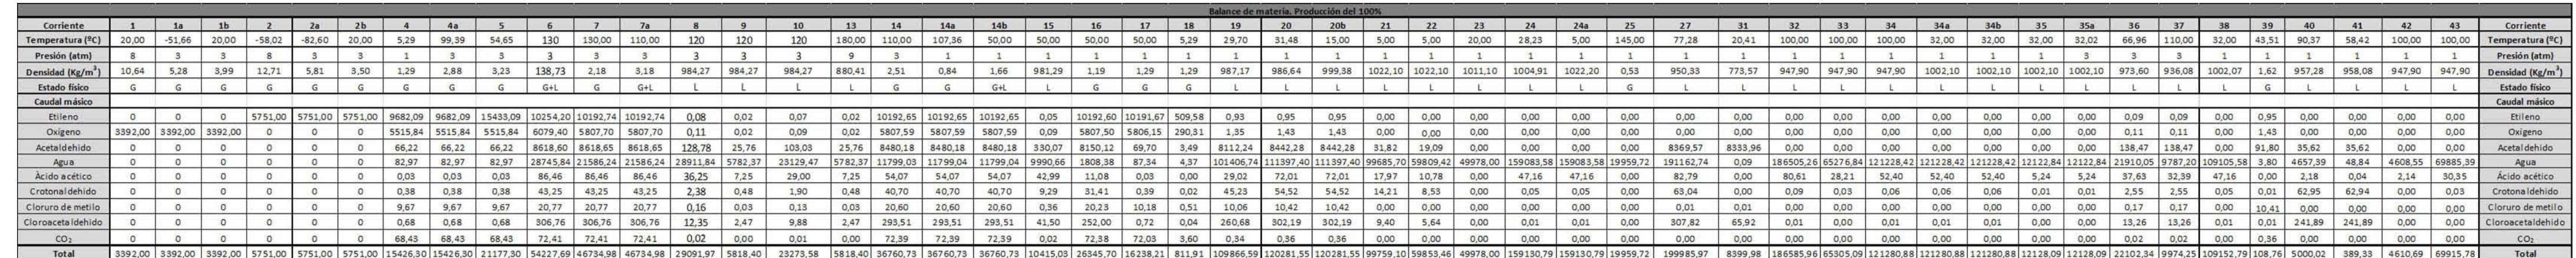 Balance de materia. Producción del 100%
Corriente 1 1a 1b 2 2a 2b 4 4a 5 6 7 7a 8 9 10 13 14 14a 14b 15 16 17 18 19 20 20b 21 22 23 24 24a 25 27 31 32 33 34 34a 34b 35 35a 36 37 38 39 40 41 42 43 Corriente
Temperatura (ºC) 20,00 -51,66 20,00 -58,02 -82,60 20,00 5,29 99,39 54,65 130 130,00 110,00 120 120 120 180,00 110,00 107,36 50,00 50,00 50,00 50,00 5,29 29,70 31,48 15,00 5,00 5,00 20,00 28,23 5,00 145,00 77,28 20,41 100,00 100,00 100,00 32,00 32,00 32,00 32,02 66,96 110,00 32,00 43,51 90,37 58,42 100,00 100,00 Temperatura (ºC)
Presión (atm) 8 3 3 8 3 3 1 3 3 3 3 3 3 3 3 9 3 1 1 1 1 1 1 1 1 1 1 1 1 1 1 1 1 1 1 1 1 1 1 1 3 3 3 1 1 1 1 1 1 Presión (atm)
Densidad (Kg/m³) 10,64 5,28 3,99 12,71 5,81 3,50 1,29 2,88 3,23 138,73 2,18 3,18 984,27 984,27 984,27 880,41 2,51 0,84 1,66 981,29 1,19 1,29 1,29 987,17 986,64 999,38 1022,10 1022,10 1011,10 1004,91 1022,20 0,53 950,33 773,57 947,90 947,90 947,90 1002,10 1002,10 1002,10 1002,10 973,60 936,08 1002,07 1,62 957,28 958,08 947,90 947,90 Densidad (Kg/m³)
Estado físico G G G G G G G G G G+L G G+L L L L L G G G+L L G G G L L L L L L L L G L L L L L L L L L L L L G L L L L Estado físico
Caudal másico Caudal másico
Etileno 0 0 0 5751,00 5751,00 5751,00 9682,09 9682,09 15433,09 10254,20 10192,74 10192,74 0,08 0,02 0,07 0,02 10192,65 10192,65 10192,65 0,05 10192,60 10191,67 509,58 0,93 0,95 0,95 0,00 0,00 0,00 0,00 0,00 0,00 0,00 0,00 0,00 0,00 0,00 0,00 0,00 0,00 0,00 0,09 0,09 0,00 0,95 0,00 0,00 0,00 0,00 Etileno
Oxígeno 3392,00 3392,00 3392,00 0 0 0 5515,84 5515,84 5515,84 6079,40 5807,70 5807,70 0,11 0,02 0,09 0,02 5807,59 5807,59 5807,59 0,09 5807,50 5806,15 290,31 1,35 1,43 1,43 0,00 0,00 0,00 0,00 0,00 0,00 0,00 0,00 0,00 0,00 0,00 0,00 0,00 0,00 0,00 0,11 0,11 0,00 1,43 0,00 0,00 0,00 0,00 Oxígeno
Acetaldehido 0 0 0 0 0 0 66,22 66,22 66,22 8618,60 8618,65 8618,65 128,78 25,76 103,03 25,76 8480,18 8480,18 8480,18 330,07 8150,12 69,70 3,49 8112,24 8442,28 8442,28 31,82 19,09 0,00 0,00 0,00 0,00 8369,57 8333,96 0,00 0,00 0,00 0,00 0,00 0,00 0,00 138,47 138,47 0,00 91,80 35,62 35,62 0,00 0,00 Acetaldehido
Agua 0 0 0 0 0 0 82,97 82,97 82,97 28745,84 21586,24 21586,24 28911,84 5782,37 23129,47 5782,37 11799,03 11799,04 11799,04 9990,66 1808,38 87,34 4,37 101406,74 111397,40 111397,40 99685,70 59809,42 49978,00 159083,58 159083,58 19959,72 191162,74 0,09 186505,26 65276,84 121228,42 121228,42 121228,42 12122,84 12122,84 21910,05 9787,20 109105,58 3,80 4657,39 48,84 4608,55 69885,39 Agua
Àcido acético 0 0 0 0 0 0 0,03 0,03 0,03 86,46 86,46 86,46 36,25 7,25 29,00 7,25 54,07 54,07 54,07 42,99 11,08 0,03 0,00 29,02 72,01 72,01 17,97 10,78 0,00 47,16 47,16 0,00 82,79 0,00 80,61 28,21 52,40 52,40 52,40 5,24 5,24 37,63 32,39 47,16 0,00 2,18 0,04 2,14 30,35 Ácido acético
Crotonaldehido 0 0 0 0 0 0 0,38 0,38 0,38 43,25 43,25 43,25 2,38 0,48 1,90 0,48 40,70 40,70 40,70 9,29 31,41 0,39 0,02 45,23 54,52 54,52 14,21 8,53 0,00 0,05 0,05 0,00 63,04 0,00 0,09 0,03 0,06 0,06 0,06 0,01 0,01 2,55 2,55 0,05 0,01 62,95 62,94 0,00 0,03 Crotonaldehido
Cloruro de metilo 0 0 0 0 0 0 9,67 9,67 9,67 20,77 20,77 20,77 0,16 0,03 0,13 0,03 20,60 20,60 20,60 0,36 20,23 10,18 0,51 10,06 10,42 10,42 0,00 0,00 0,00 0,00 0,00 0,00 0,01 0,01 0,00 0,00 0,00 0,00 0,00 0,00 0,00 0,17 0,17 0,00 10,41 0,00 0,00 0,00 0,00 Cloruro de metilo
Cloroacetaldehido 0 0 0 0 0 0 0,68 0,68 0,68 306,76 306,76 306,76 12,35 2,47 9,88 2,47 293,51 293,51 293,51 41,50 252,00 0,72 0,04 260,68 302,19 302,19 9,40 5,64 0,00 0,01 0,01 0,00 307,82 65,92 0,01 0,00 0,01 0,01 0,01 0,00 0,00 13,26 13,26 0,01 0,01 241,89 241,89 0,00 0,00 Cloroacetaldehido
CO₂ 0 0 0 0 0 0 68,43 68,43 68,43 72,41 72,41 72,41 0,02 0,00 0,01 0,00 72,39 72,39 72,39 0,02 72,38 72,03 3,60 0,34 0,36 0,36 0,00 0,00 0,00 0,00 0,00 0,00 0,00 0,00 0,00 0,00 0,00 0,00 0,00 0,00 0,00 0,02 0,02 0,00 0,36 0,00 0,00 0,00 0,00 CO₂
Total 3392,00 3392,00 3392,00 5751,00 5751,00 5751,00 15426,30 15426,30 21177,30 54227,69 46734,98 46734,98 29091,97 5818,40 23273,58 5818,40 36760,73 36760,73 36760,73 10415,03 26345,70 16238,21 811,91 109866,59 120281,55 120281,55 99759,10 59853,46 49978,00 159130,79 159130,79 19959,72 199985,97 8399,98 186585,96 65305,09 121280,88 121280,88 121280,88 12128,09 12128,09 22102,34 9974,25 109152,79 108,76 5000,02 389,33 4610,69 69915,78 Total